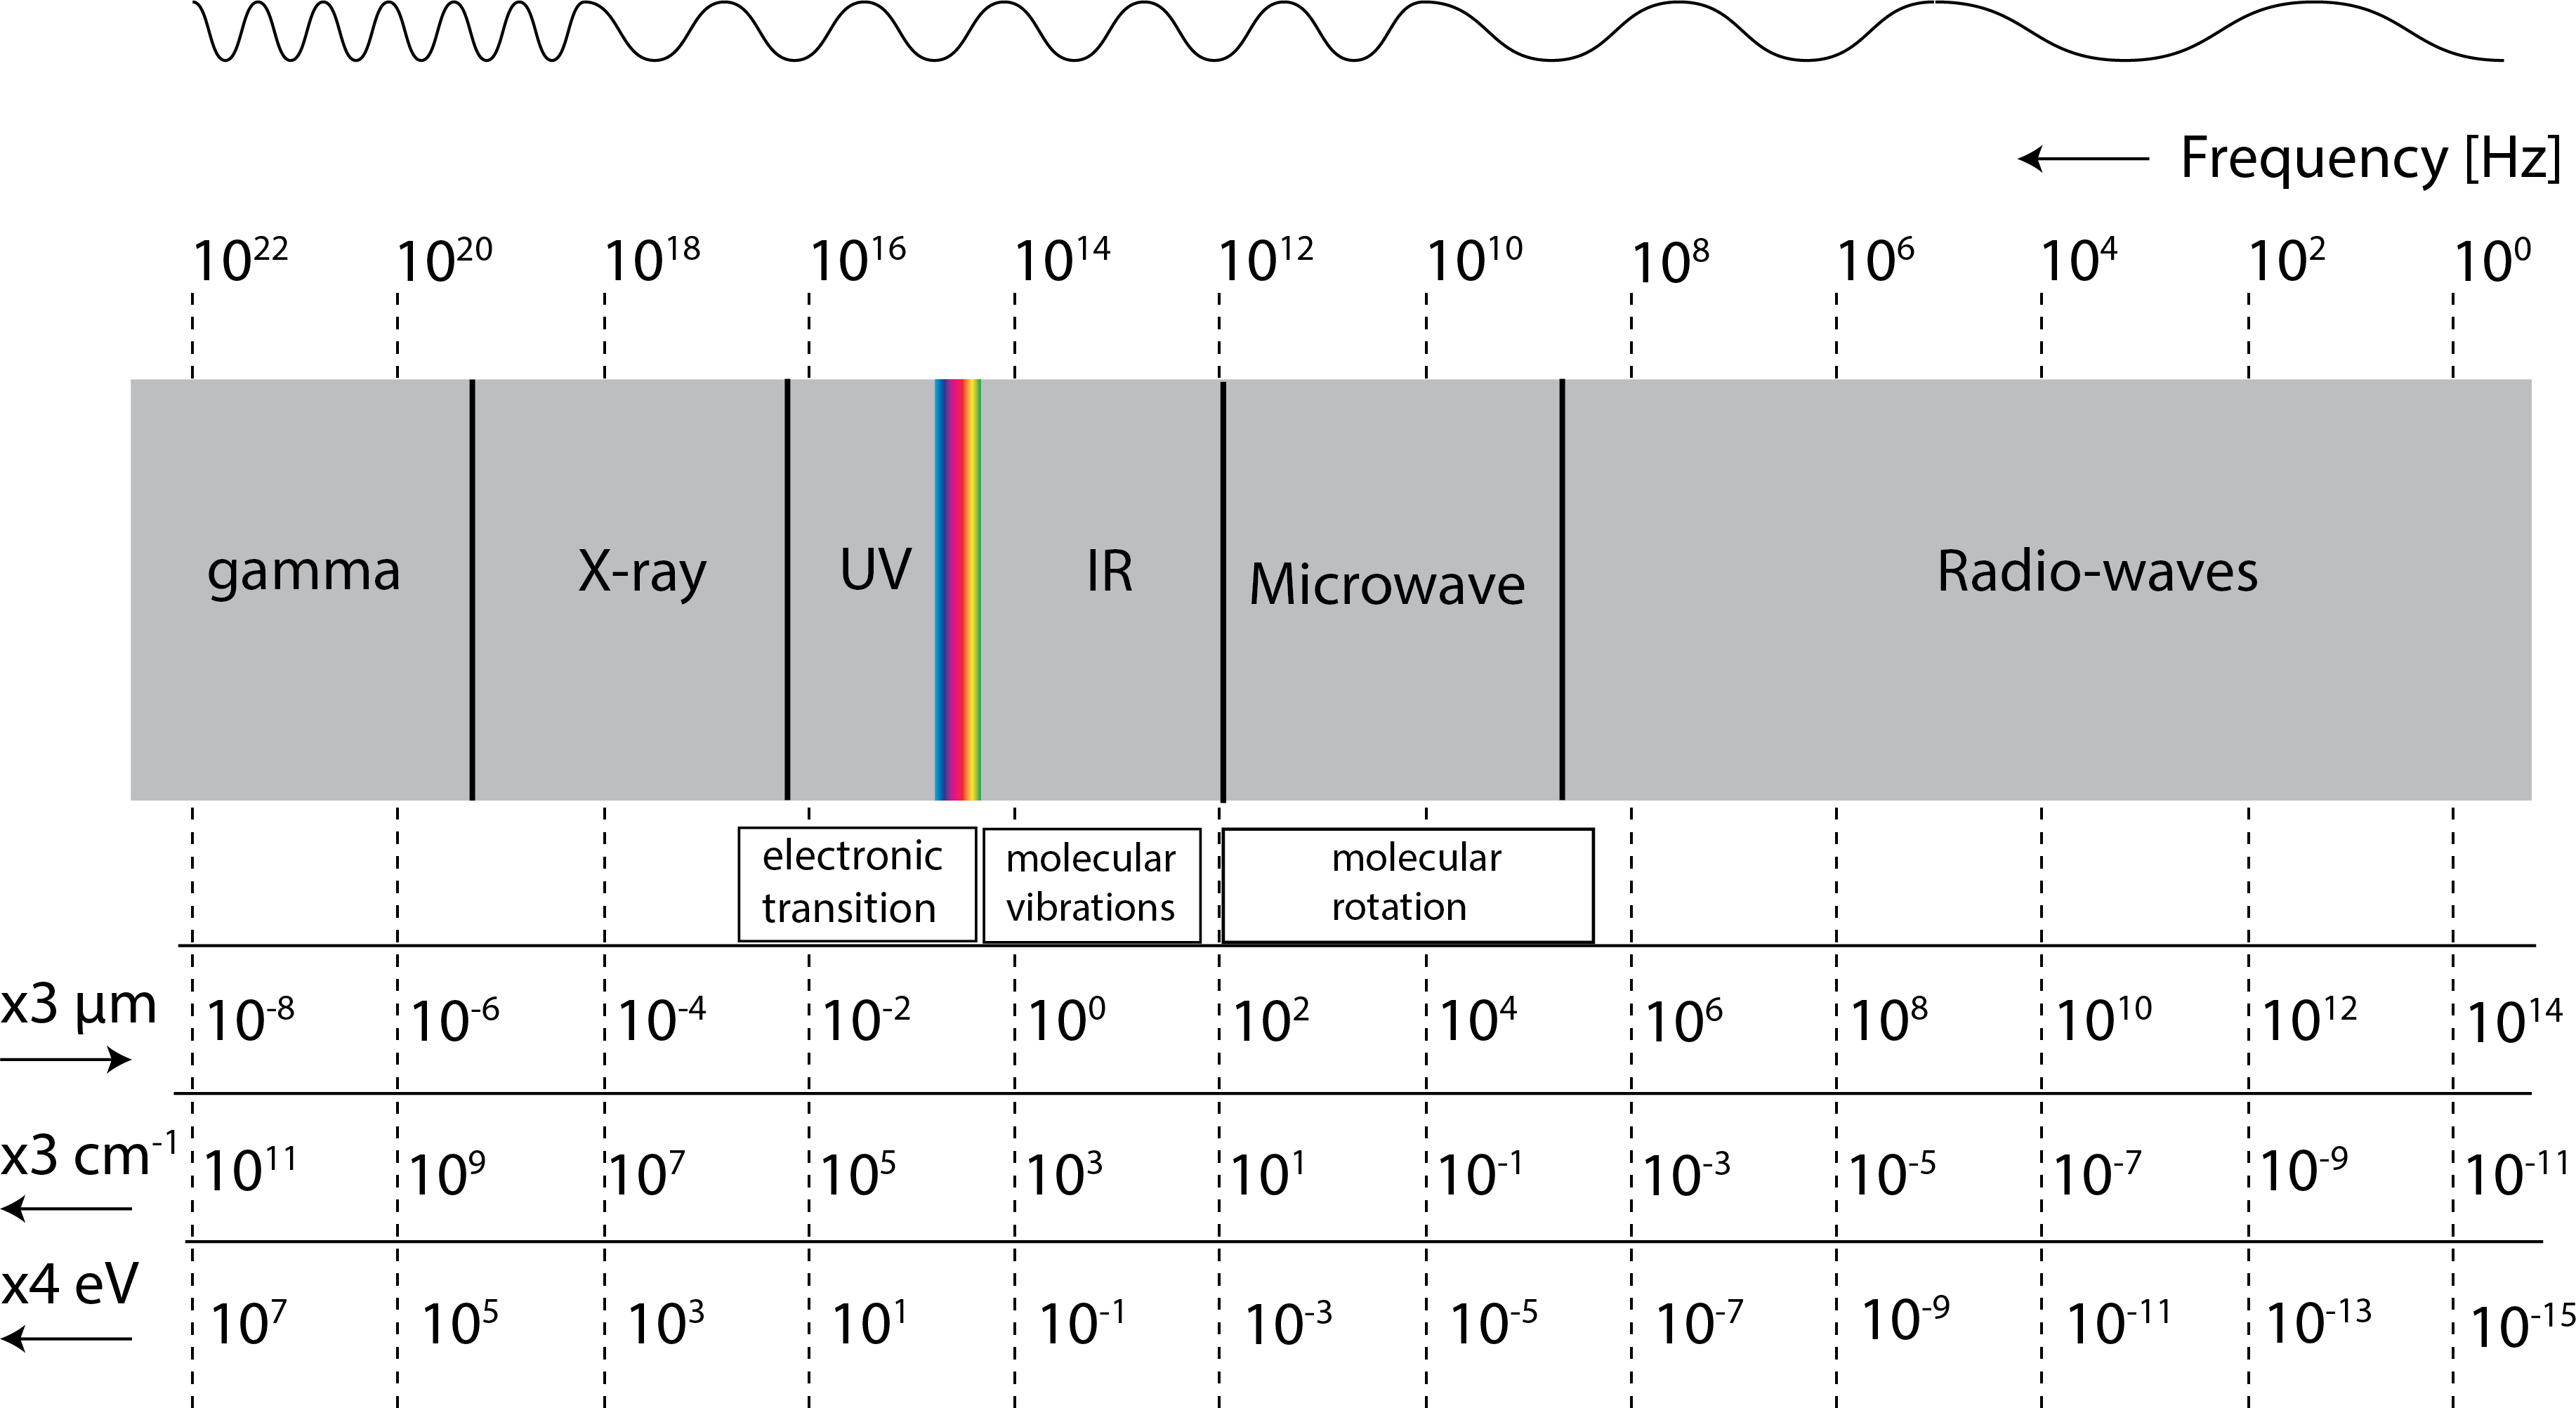 Frequency [Hz]
10²² 10²⁰ 10¹⁸ 10¹⁶ 10¹⁴ 10¹² 10¹⁰ 10⁸ 10⁶ 10⁴ 10² 10⁰
gamma X-ray UV IR Microwave Radio-waves
electronic
transition
molecular
vibrations
molecular
rotation
x3 µm 10⁻⁸ 10⁻⁶ 10⁻⁴ 10⁻² 10⁰ 10² 10⁴ 10⁶ 10⁸ 10¹⁰ 10¹² 10¹⁴
x3 cm⁻¹ 10¹¹ 10⁹ 10⁷ 10⁵ 10³ 10¹ 10⁻¹ 10⁻³ 10⁻⁵ 10⁻⁷ 10⁻⁹ 10⁻¹¹
x4 eV 10⁷ 10⁵ 10³ 10¹ 10⁻¹ 10⁻³ 10⁻⁵ 10⁻⁷ 10⁻⁹ 10⁻¹¹ 10⁻¹³ 10⁻¹⁵